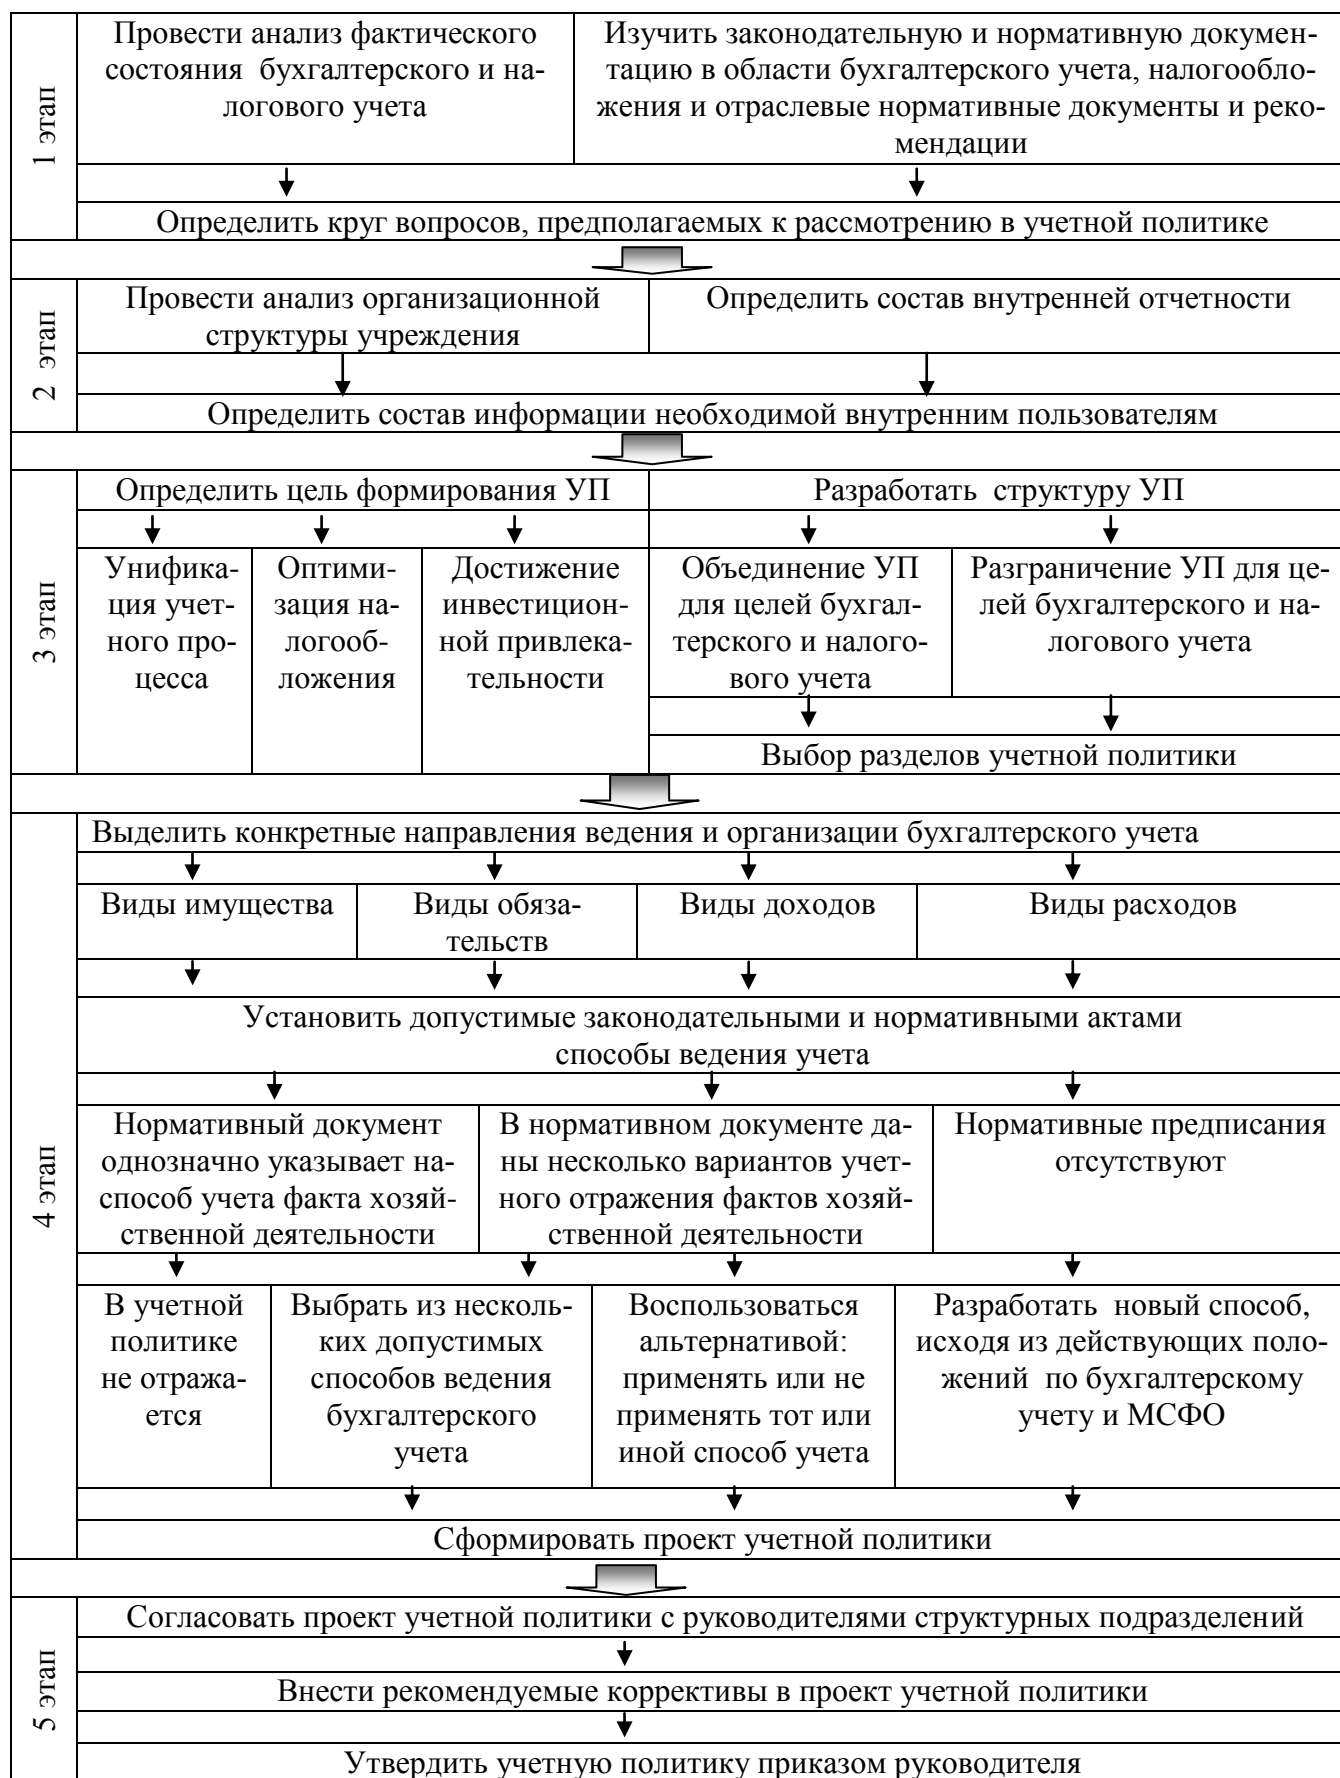 1 этап
Провести анализ фактического
состояния бухгалтерского и на-
логового учета
Изучить законодательную и нормативную докумен-
тацию в области бухгалтерского учета, налогообло-
жения и отраслевые нормативные документы и реко-
мендации
Определить круг вопросов, предполагаемых к рассмотрению в учетной политике
2 этап
Провести анализ организационной
структуры учреждения
Определить состав внутренней отчетности
Определить состав информации необходимой внутренним пользователям
3 этап
Определить цель формирования УП
Разработать структуру УП
Унифика-
ция учет-
ного про-
цесса
Оптими-
зация на-
логооб-
ложения
Достижение
инвестицион-
ной привлека-
тельности
Объединение УП
для целей бухгал-
терского и налого-
вого учета
Разграничение УП для це-
лей бухгалтерского и на-
логового учета
Выбор разделов учетной политики
4 этап
Выделить конкретные направления ведения и организации бухгалтерского учета
Виды имущества
Виды обяза-
тельств
Виды доходов
Виды расходов
Установить допустимые законодательными и нормативными актами
способы ведения учета
Нормативный документ
однозначно указывает на-
способ учета факта хозяй-
ственной деятельности
В нормативном документе да-
ны несколько вариантов учет-
ного отражения фактов хозяй-
ственной деятельности
Нормативные предписания
отсутствуют
В учетной
политике
не отража-
ется
Выбрать из несколь-
ких допустимых
способов ведения
бухгалтерского
учета
Воспользоваться
альтернативой:
применять или не
применять тот или
иной способ учета
Разработать новый способ,
исходя из действующих поло-
жений по бухгалтерскому
учету и МСФО
Сформировать проект учетной политики
5 этап
Согласовать проект учетной политики с руководителями структурных подразделений
Внести рекомендуемые коррективы в проект учетной политики
Утвердить учетную политику приказом руководителя